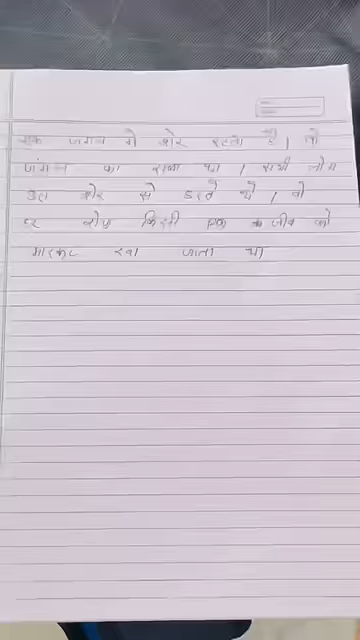 एक जंगल मे शेर रहता है। वो
जंगल का राजा था। सभी लोग
उस शेर से डरते थे। वो
हर रोज किसी एक जीव को
मारकर खा जाता था